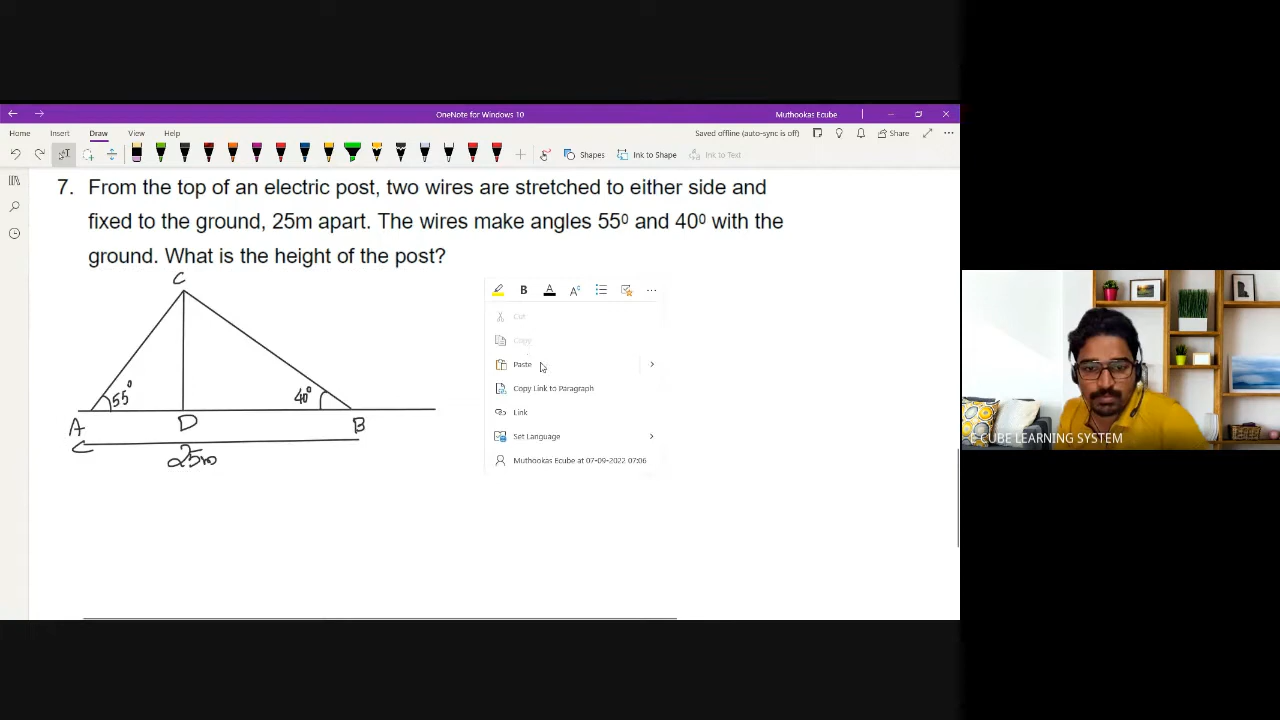 OneNote for Windows 10
Muthookas Ecube
Home Insert Draw View Help
Saved offline (auto-sync is off)
Share
Shapes
Ink to Shape
Ink to Text
7. From the top of an electric post, two wires are stretched to either side and
fixed to the ground, 25m apart. The wires make angles 55⁰ and 40⁰ with the
ground. What is the height of the post?
C
55°
40°
A D B
25m
B A
Cut
Copy
Paste
Copy Link to Paragraph
Link
Set Language
Muthookas Ecube at 07-09-2022 07:06
E CUBE LEARNING SYSTEM